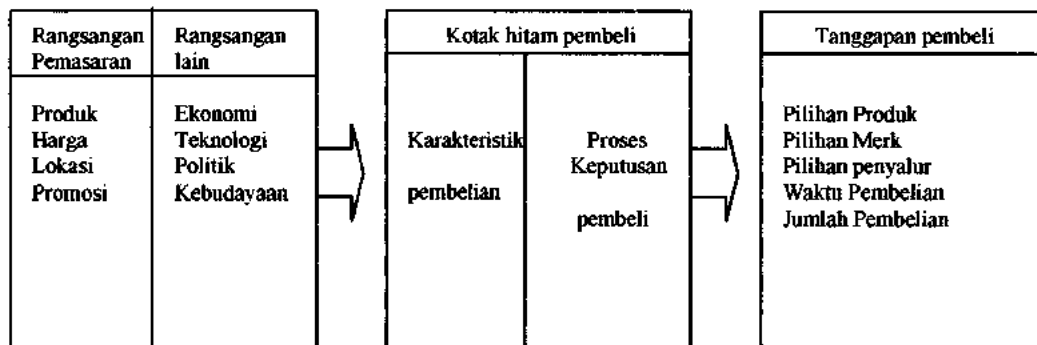 Rangsangan
Pemasaran
Rangsangan
lain
Produk
Harga
Lokasi
Promosi
Ekonomi
Teknologi
Politik
Kebudayaan
Kotak hitam pembeli
Karakteristik
pembelian
Proses
Keputusan
pembeli
Tanggapan pembeli
Pilihan Produk
Pilihan Merk
Pilihan penyalur
Waktu Pembelian
Jumlah Pembelian